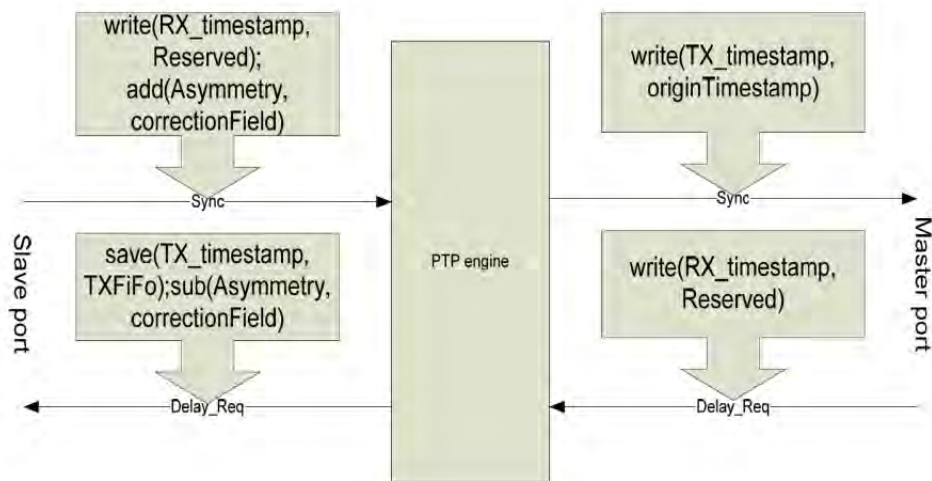 write(RX_timestamp,
Reserved);
add(Asymmetry,
correctionField)
write(TX_timestamp,
originTimestamp)
Sync
Sync
Slave port
save(TX_timestamp,
TXFiFo);sub(Asymmetry,
correctionField)
PTP engine
write(RX_timestamp,
Reserved)
Master port
Delay_Req
Delay_Req